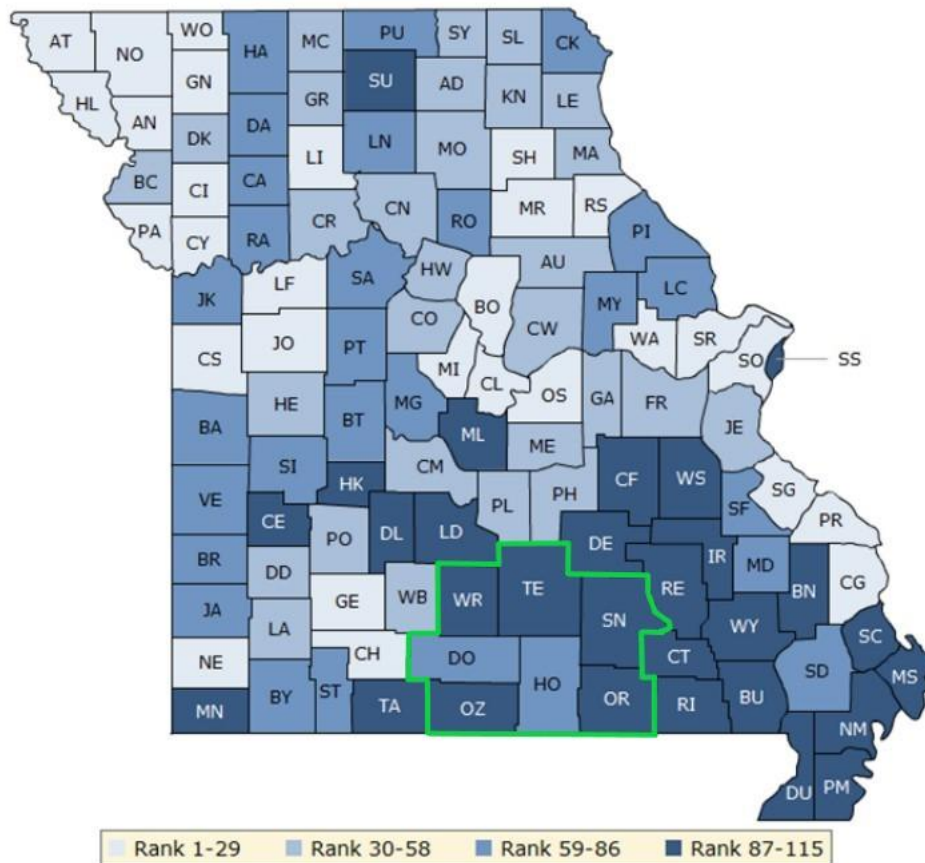 WO
AT NO HA MC PU SY SL CK
GN SU
HL GR AD KN LE
AN DK DA LN
LI MO SH MA
BC CI CA
PA CY RA CR CN RO MR RS PI
HW AU
JK LF SA BO LC
CO CW MY
CS JO PT WA SR SO SS
MI CL OS
HE BT MG GA FR
BA ML JE
SI CM ME
VE HK CF WS SG
CE PO DL LD PL PH SF PR
BR DD DE IR MD
GE WB WR TE RE BN CG
JA LA SN WY SC
NE CH DO CT SD MS
BY ST HO
MN TA OZ OR RI BU NM
DU PM
Rank 1-29 Rank 30-58 Rank 59-86 Rank 87-115